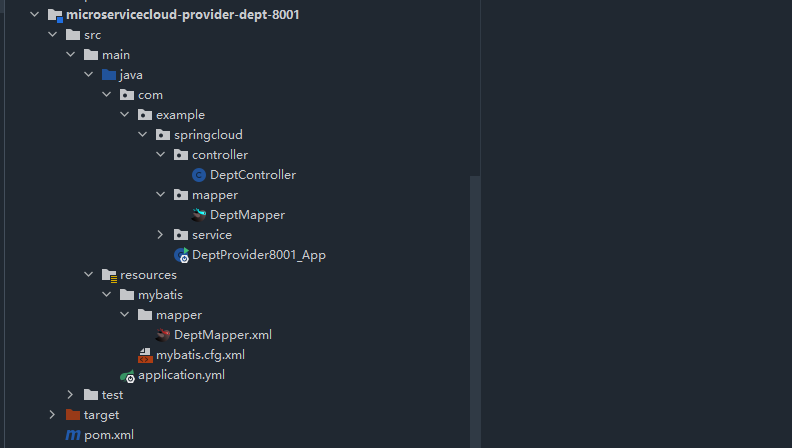 microservicecloud-provider-dept-8001
src
main
java
com
example
springcloud
controller
DeptController
mapper
DeptMapper
service
DeptProvider8001_App
resources
mybatis
mapper
DeptMapper.xml
mybatis.cfg.xml
application.yml
test
target
pom.xml